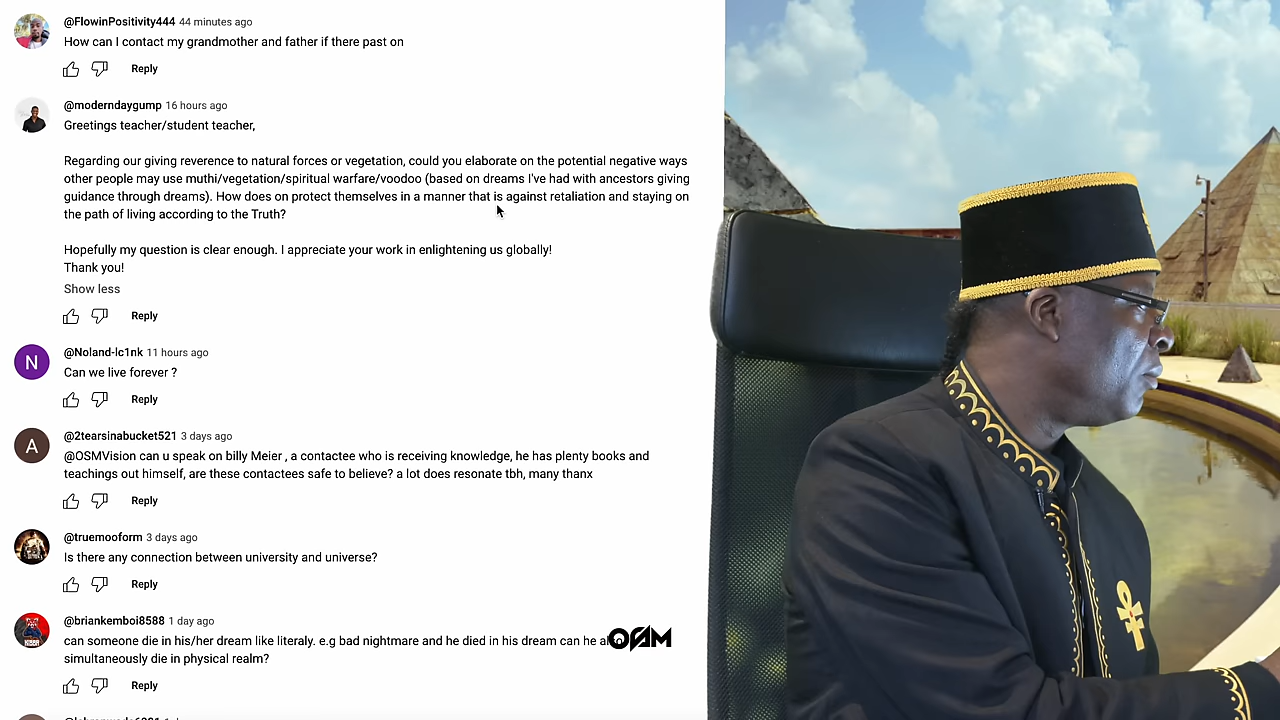 @FlowinPositivity444 44 minutes ago
How can I contact my grandmother and father if there past on
Reply
@moderndaygump 16 hours ago
Greetings teacher/student teacher,
Regarding our giving reverence to natural forces or vegetation, could you elaborate on the potential negative ways
other people may use muthi/vegetation/spiritual warfare/voodoo (based on dreams I've had with ancestors giving
guidance through dreams). How does on protect themselves in a manner that is against retaliation and staying on
the path of living according to the Truth?
Hopefully my question is clear enough. I appreciate your work in enlightening us globally!
Thank you!
Show less
Reply
N
@Noland-lc1nk 11 hours ago
Can we live forever ?
Reply
A
@2tearsinabucket521 3 days ago
@OSMVision can u speak on billy Meier , a contactee who is receiving knowledge, he has plenty books and
teachings out himself, are these contactees safe to believe? a lot does resonate tbh, many thanx
Reply
@truemooform 3 days ago
Is there any connection between university and universe?
Reply
@briankemboi8588 1 day ago
can someone die in his/her dream like literaly. e.g bad nightmare and he died in his dream can he
OSM
simultaneously die in physical realm?
Reply